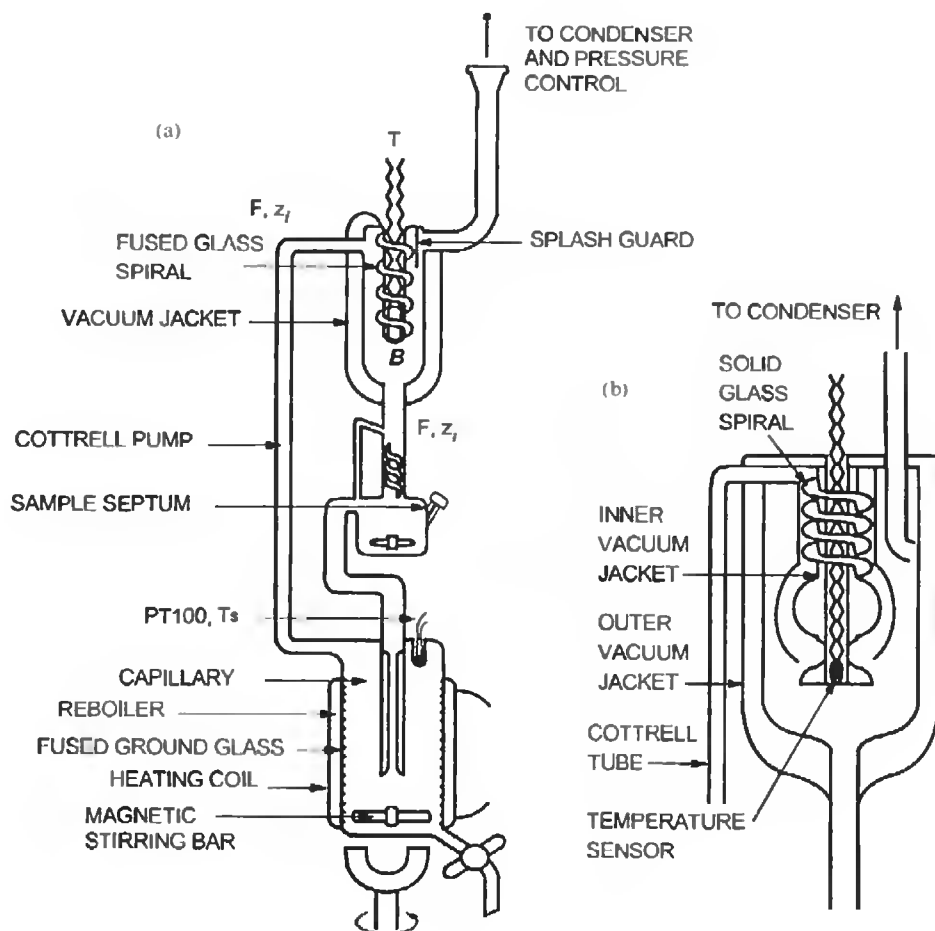 TO CONDENSER
AND PRESSURE
CONTROL
(a)
T
F, zi
FUSED GLASS
SPIRAL
SPLASH GUARD
VACUUM JACKET
B
COTTRELL PUMP
F, zi
SAMPLE SEPTUM
PT100, Ts
CAPILLARY
REBOILER
FUSED GROUND GLASS
HEATING COIL
MAGNETIC
STIRRING BAR
TO CONDENSER
(b)
SOLID
GLASS
SPIRAL
INNER
VACUUM
JACKET
OUTER
VACUUM
JACKET
COTTRELL
TUBE
TEMPERATURE
SENSOR